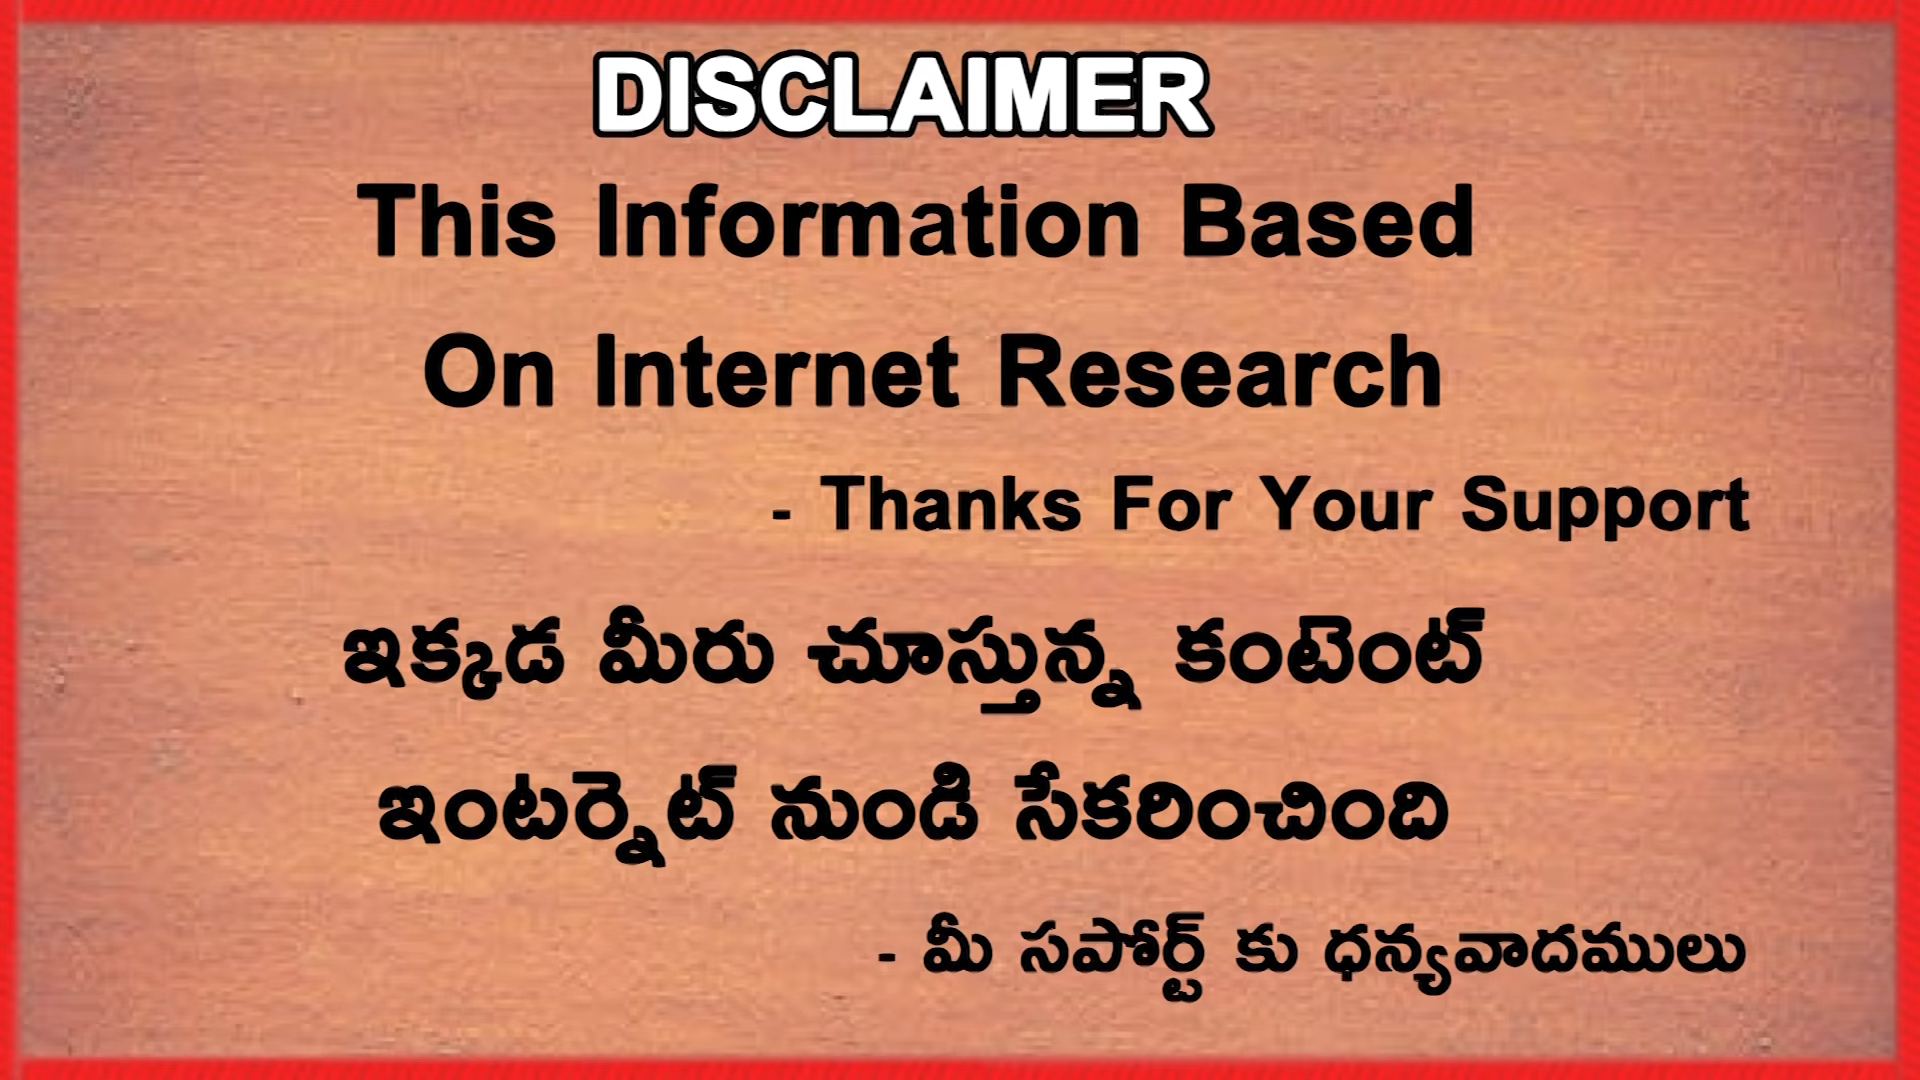 DISCLAIMER
This Information Based
On Internet Research
- Thanks For Your Support
ఇక్కడ మీరు చూస్తున్న కంటెంట్
ఇంటర్నెట్ నుండి సేకరించింది
- మీ సపోర్ట్ కు ధన్యవాదములు